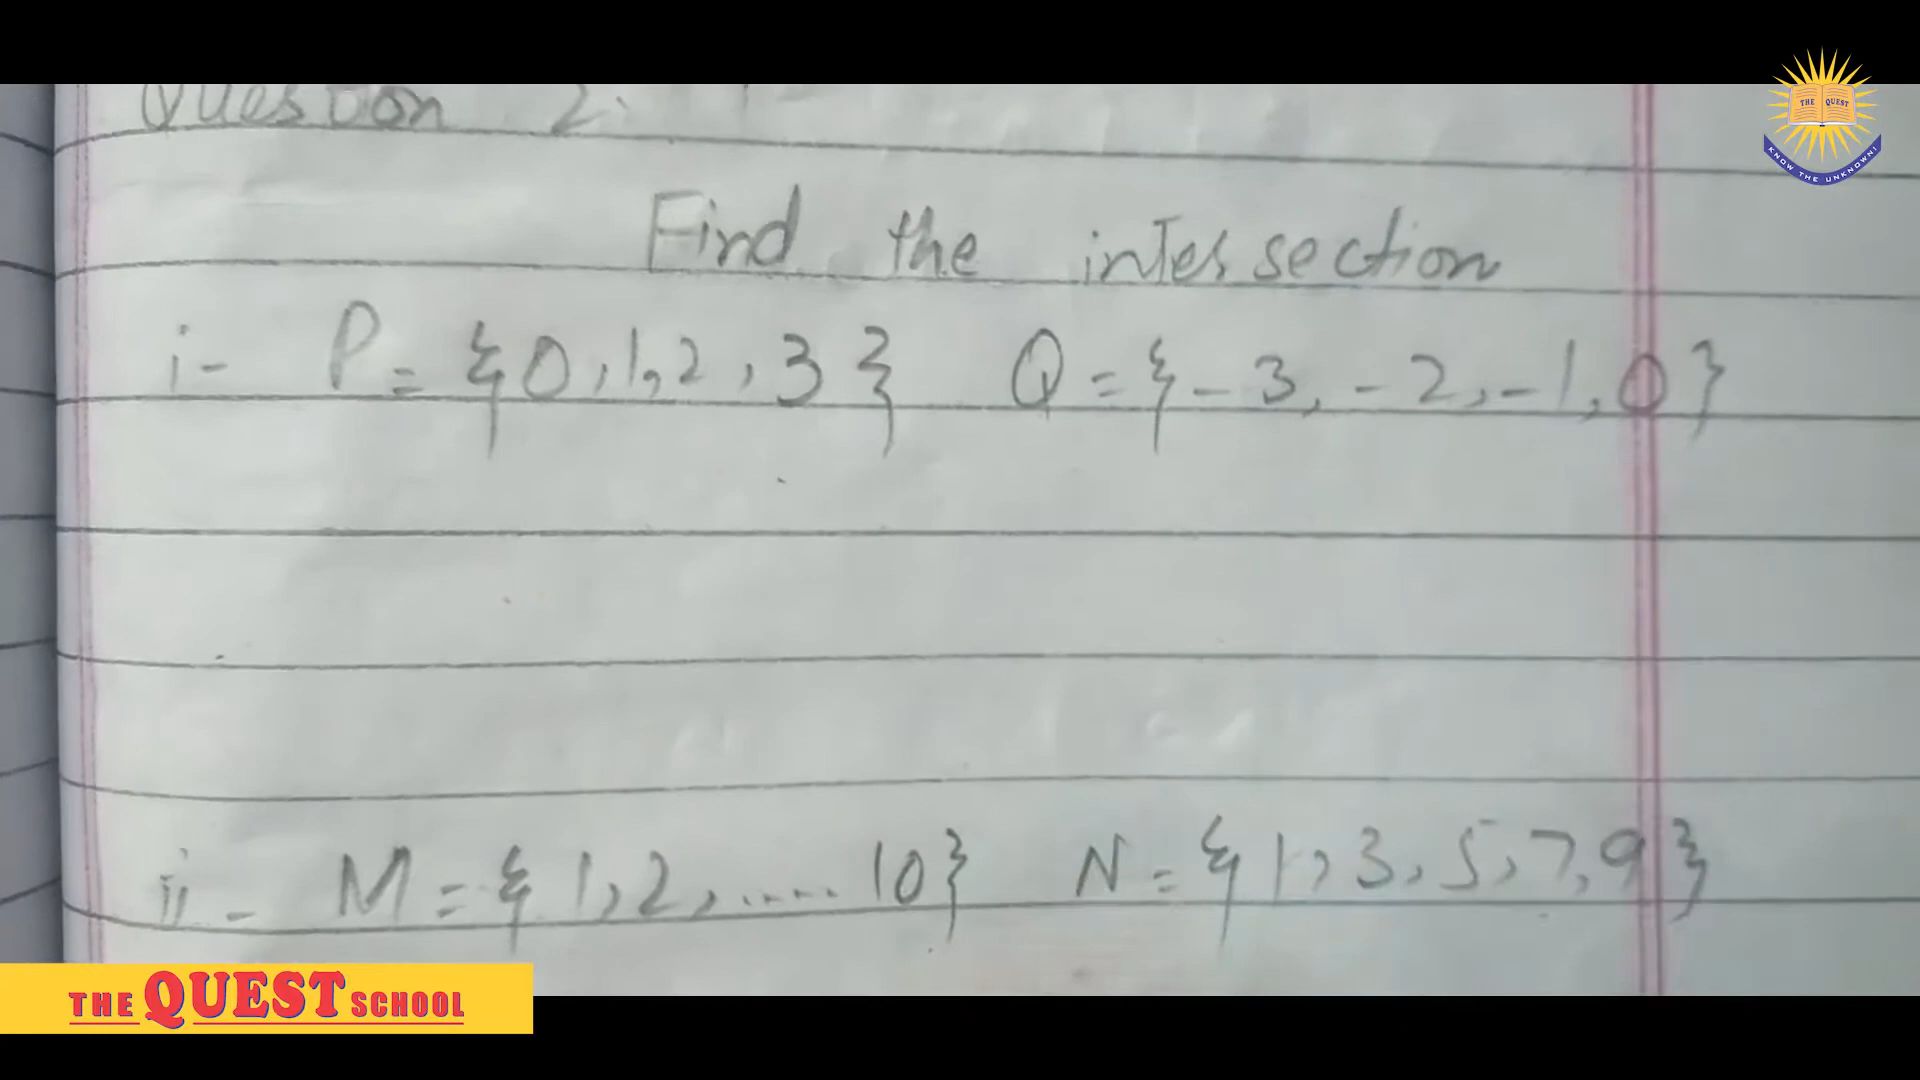 THE QUEST
KNOW THE UNKNOWN!
Question 2:
Find the intersection
i- P = {0, 1, 2, 3} Q = {-3, -2, -1, 0}
ii- M = {1, 2, ..... 10} N = {1, 3, 5, 7, 9}
THE QUEST SCHOOL